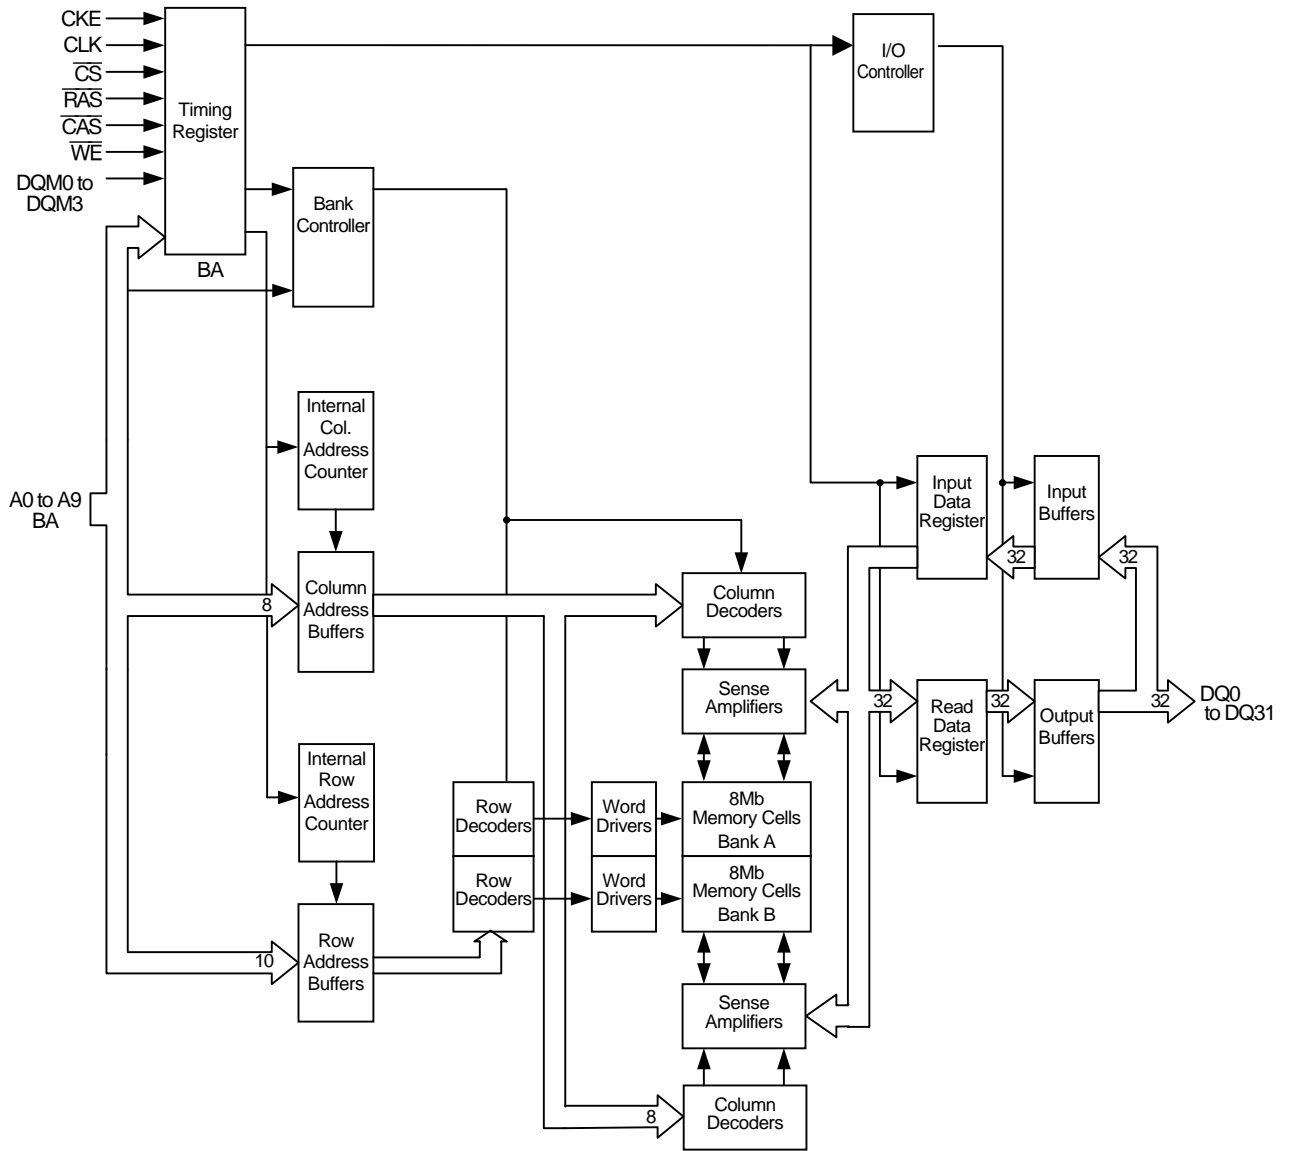 CKE
CLK
CS
RAS
CAS
WE
DQM0 to
DQM3
Timing
Register
BA
I/O
Controller
Bank
Controller
Internal
Col.
Address
Counter
A0 to A9
BA
8
Column
Address
Buffers
Internal
Row
Address
Counter
10
Row
Address
Buffers
Row
Decoders
Row
Decoders
Word
Drivers
Word
Drivers
Column
Decoders
Sense
Amplifiers
8Mb
Memory Cells
Bank A
8Mb
Memory Cells
Bank B
Sense
Amplifiers
8
Column
Decoders
Input
Data
Register
32
Input
Buffers
32
32
Read
Data
Register
32
Output
Buffers
32
DQ0
to DQ31